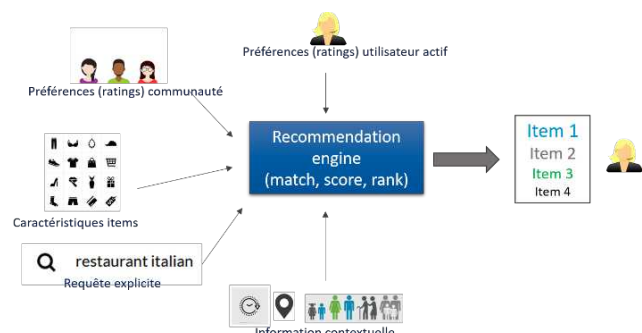 Préférences (ratings) utilisateur actif
Préférences (ratings) communauté
Recommendation
engine
(match, score, rank)
Item 1
Item 2
Item 3
Item 4
Caractéristiques items
restaurant italian
Requête explicite
Information contextuelle